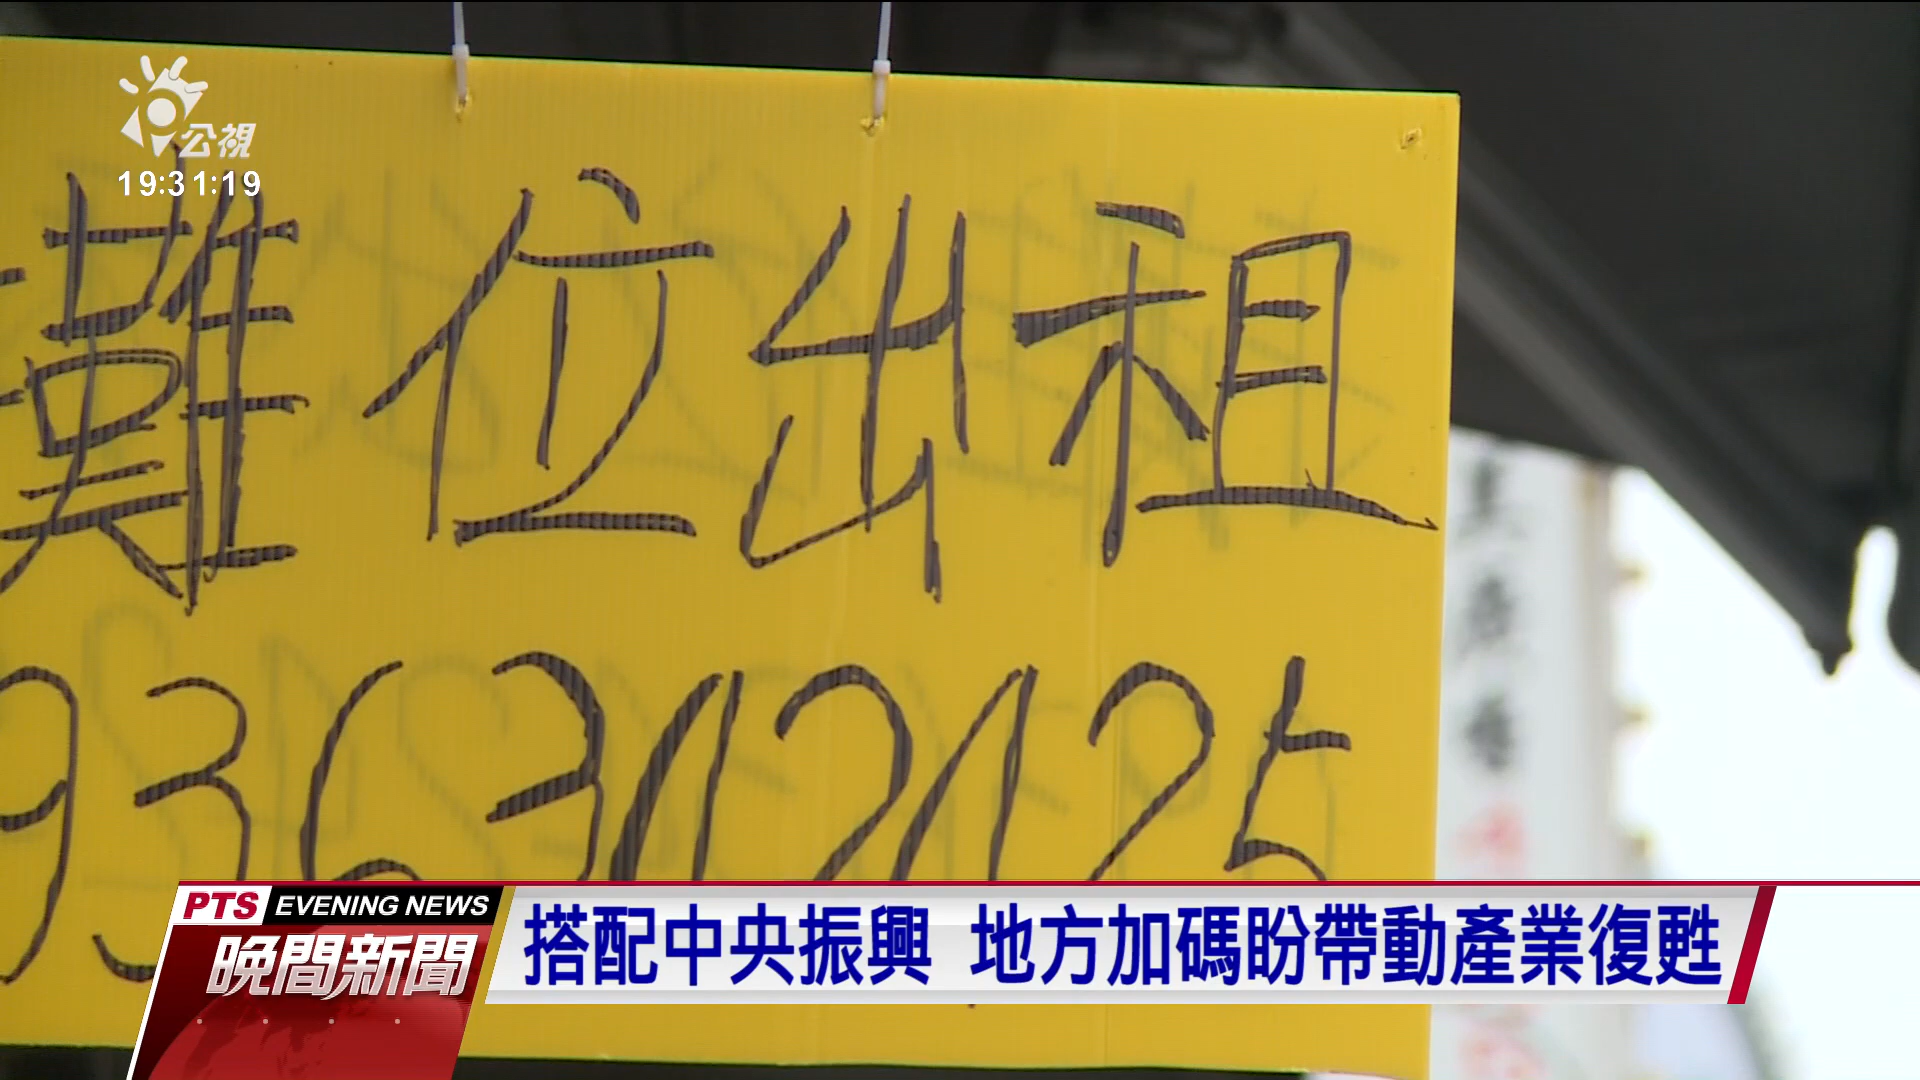 公視
19:31:19
攤位出租
936302025
PTS EVENING NEWS
晚間新聞
搭配中央振興 地方加碼盼帶動產業復甦